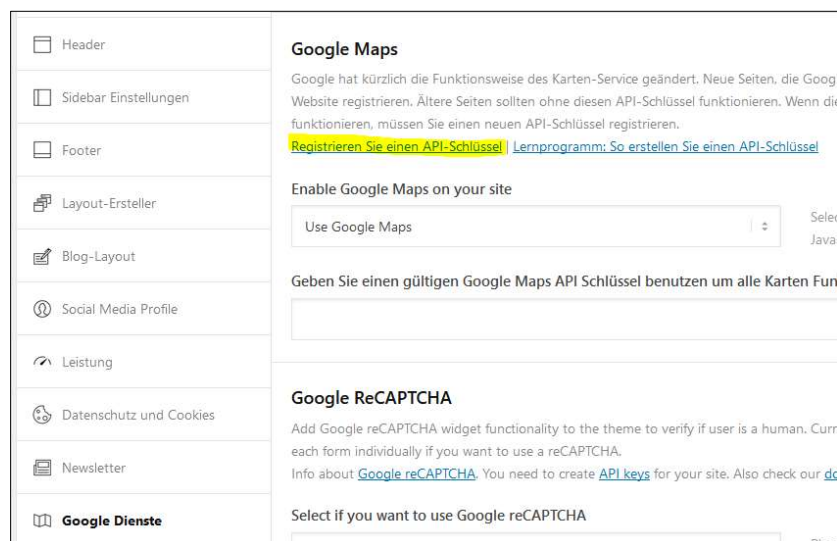 Header
Sidebar Einstellungen
Footer
Layout-Ersteller
Blog-Layout
Social Media Profile
Leistung
Datenschutz und Cookies
Newsletter
Google Dienste
Google Maps
Google hat kürzlich die Funktionsweise des Karten-Service geändert. Neue Seiten, die Goog
Website registrieren. Ältere Seiten sollten ohne diesen API-Schlüssel funktionieren. Wenn die
funktionieren, müssen Sie einen neuen API-Schlüssel registrieren.
Registrieren Sie einen API-Schlüssel | Lernprogramm: So erstellen Sie einen API-Schlüssel
Enable Google Maps on your site
Use Google Maps
Selec
Java
Geben Sie einen gültigen Google Maps API Schlüssel benutzen um alle Karten Fun
Google ReCAPTCHA
Add Google reCAPTCHA widget functionality to the theme to verify if user is a human. Curr
each form individually if you want to use a reCAPTCHA.
Info about Google reCAPTCHA. You need to create API keys for your site. Also check our do
Select if you want to use Google reCAPTCHA